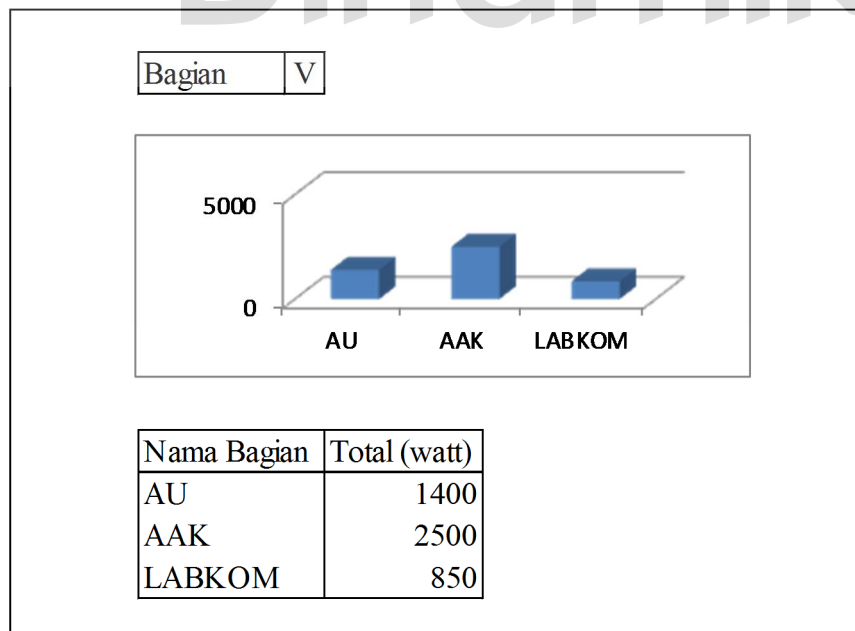 Bagian V
5000
0
AU AAK LABKOM
Nama Bagian Total (watt)
AU 1400
AAK 2500
LABKOM 850